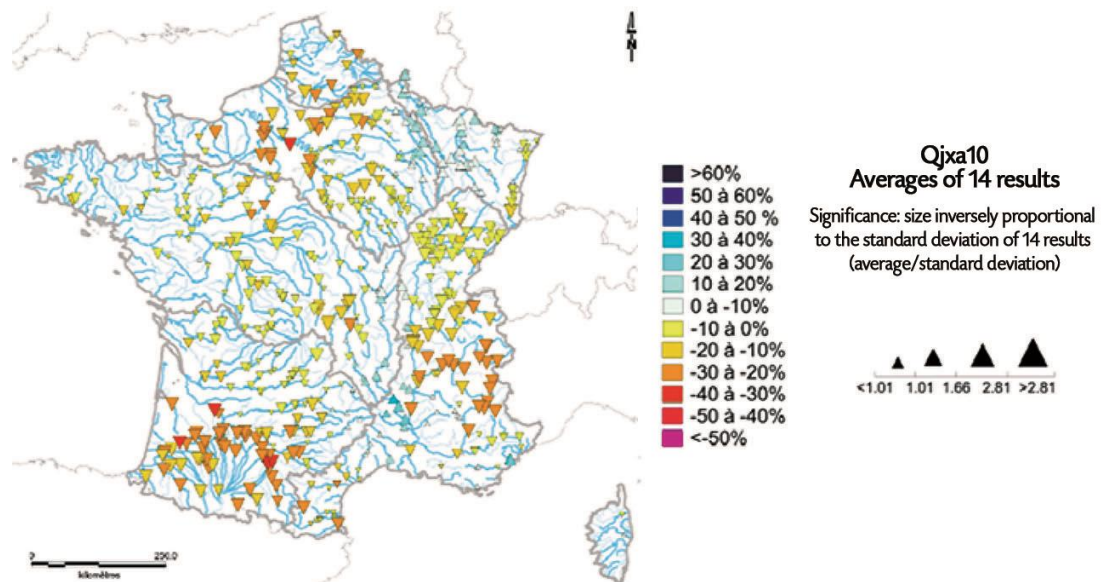 N
>60%
50 à 60%
40 à 50 %
30 à 40%
20 à 30%
10 à 20%
0 à -10%
-10 à 0%
-20 à -10%
-30 à -20%
-40 à -30%
-50 à -40%
<-50%
Qjxa10
Averages of 14 results
Significance: size inversely proportional
to the standard deviation of 14 results
(average/standard deviation)
<1.01 1.01 1.66 2.81 >2.81
0 250.0
kilomètres